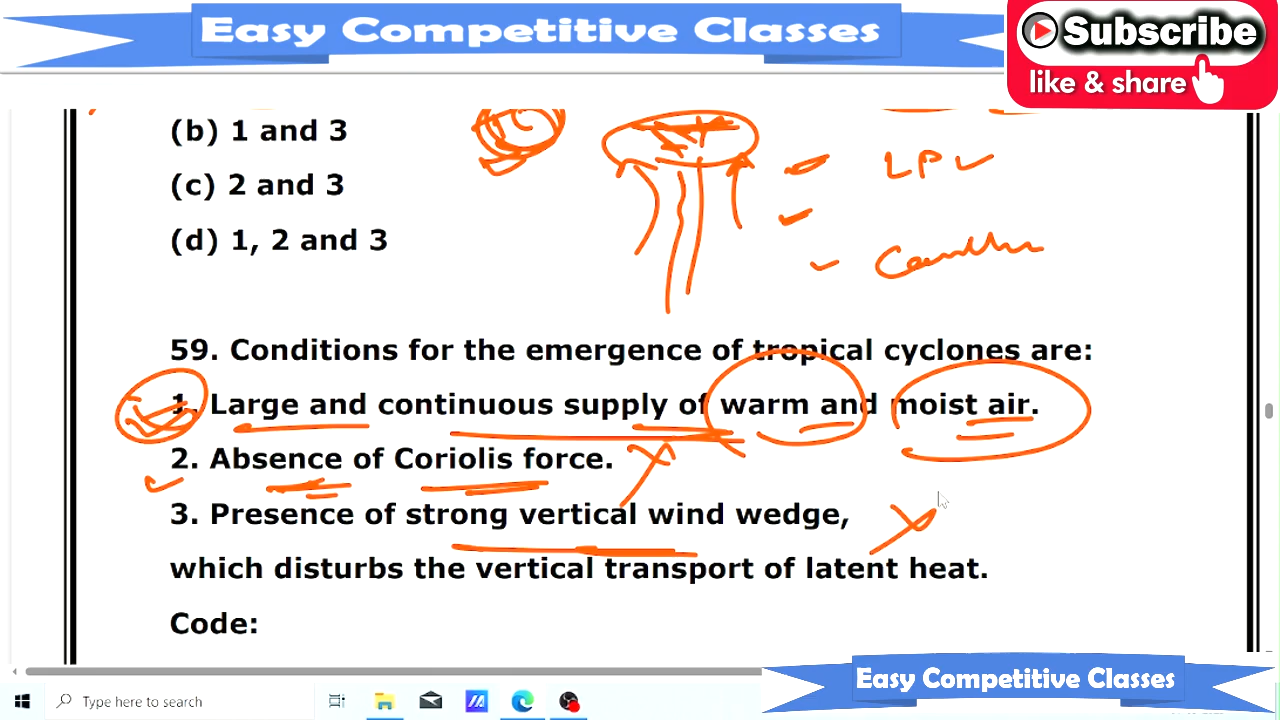 Easy Competitive Classes
Subscribe
like & share
(b) 1 and 3
(c) 2 and 3
(d) 1, 2 and 3
LPV
59. Conditions for the emergence of tropical cyclones are:
1. Large and continuous supply of warm and moist air.
2. Absence of Coriolis force.
3. Presence of strong vertical wind wedge,
which disturbs the vertical transport of latent heat.
Code:
Easy Competitive Classes
Type here to search